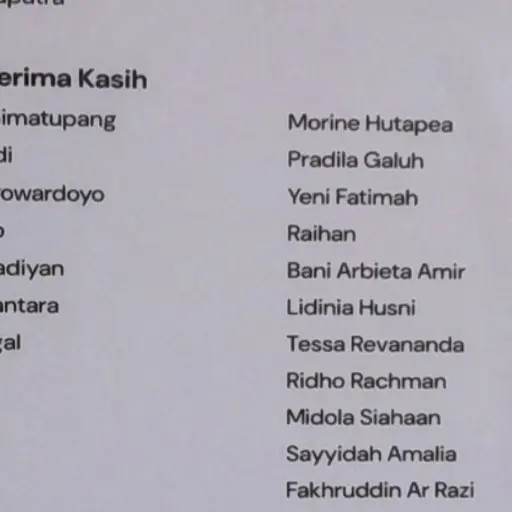 erima Kasih
imatupang
di
owardoyo
adiyan
antara
gal
Morine Hutapea
Pradila Galuh
Yeni Fatimah
Raihan
Bani Arbieta Amir
Lidinia Husni
Tessa Revananda
Ridho Rachman
Midola Siahaan
Sayyidah Amalia
Fakhruddin Ar Razi